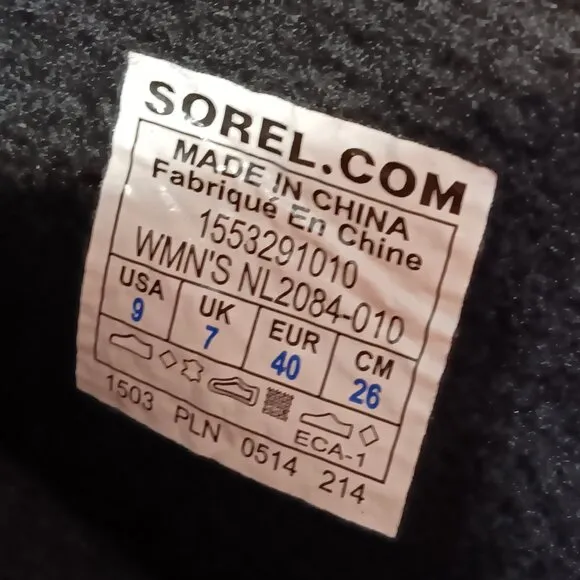 SOREL.COM
MADE IN CHINA
Fabriqué En Chine
1553291010
WMN'S NL2084-010
USA UK EUR CM
9 7 40 26
ECA-1
1503 PLN 0514 214